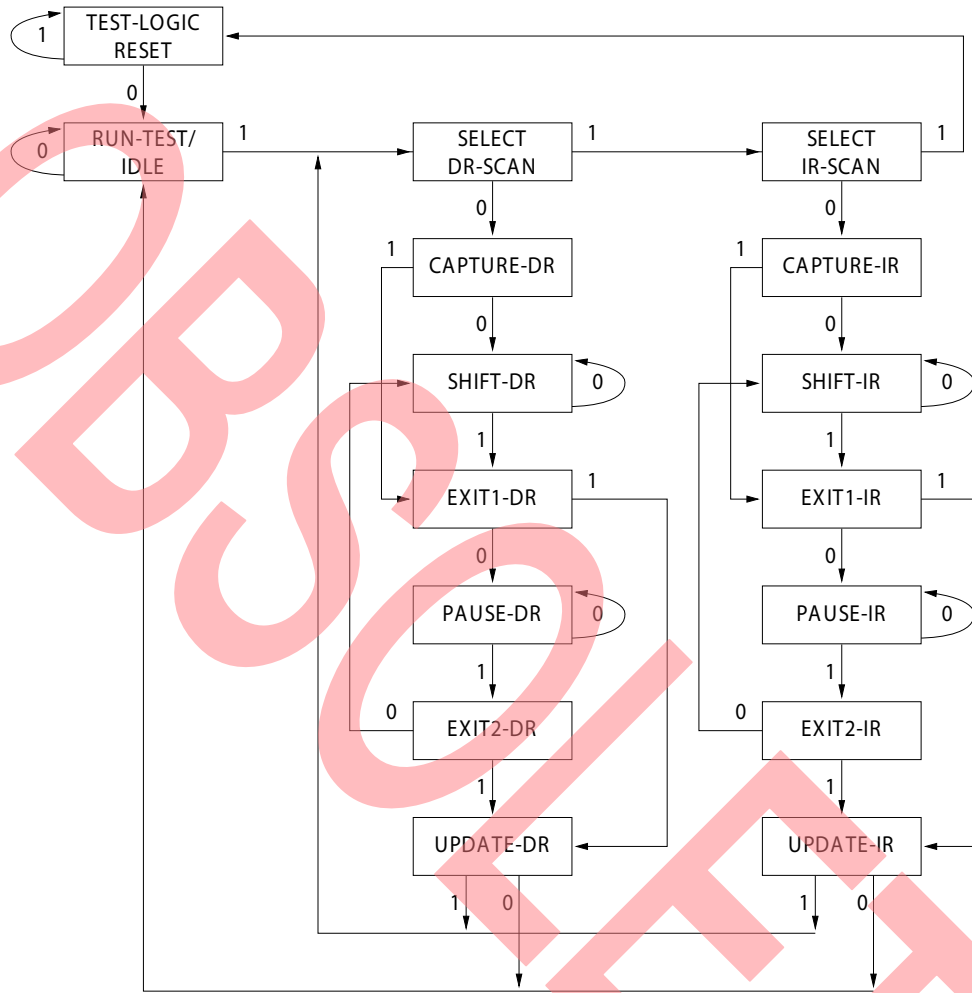 TEST-LOGIC
RESET
1
0
RUN-TEST/
IDLE
0
1
SELECT
DR-SCAN
1
SELECT
IR-SCAN
1
0
0
1
CAPTURE-DR
1
CAPTURE-IR
0
0
SHIFT-DR
0
SHIFT-IR
0
1
1
EXIT1-DR
1
EXIT1-IR
1
0
0
PAUSE-DR
0
PAUSE-IR
0
1
1
0
EXIT2-DR
0
EXIT2-IR
1
1
UPDATE-DR
UPDATE-IR
1
0
1
0
OBSOLET